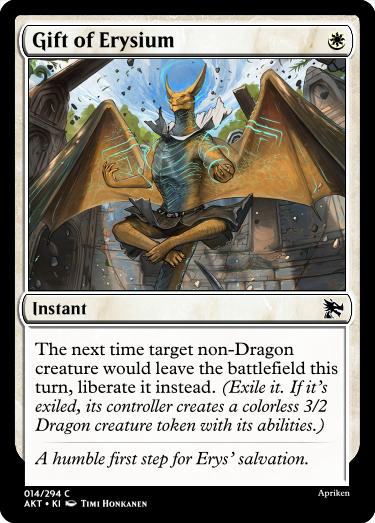 Gift of Erysium
Instant
The next time target non-Dragon
creature would leave the battlefield this
turn, liberate it instead. (Exile it. If it's
exiled, its controller creates a colorless 3/2
Dragon creature token with its abilities.)
A humble first step for Erys' salvation.
014/294 C
Apriken
AKT • KI Timi Honkanen